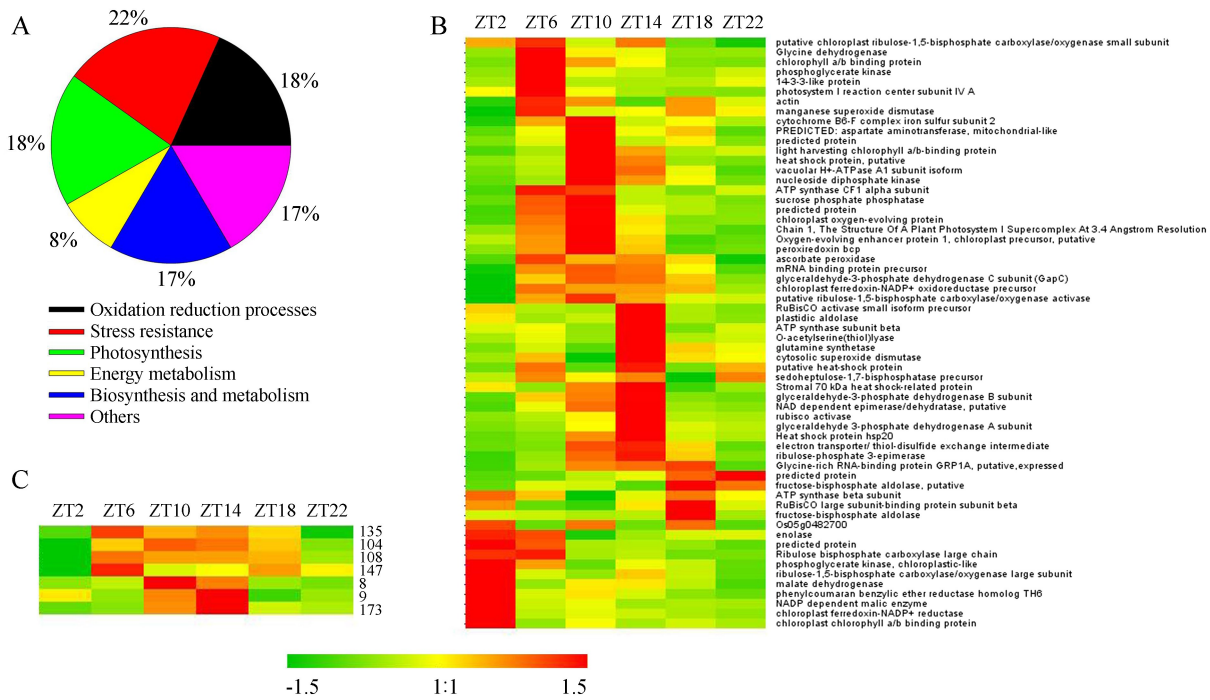 A
22%
18%
18%
8%
17%
17%
Oxidation reduction processes
Stress resistance
Photosynthesis
Energy metabolism
Biosynthesis and metabolism
Others
B
ZT2 ZT6 ZT10 ZT14 ZT18 ZT22
putative chloroplast ribulose-1,5-bisphosphate carboxylase/oxygenase small subunit
Glycine dehydrogenase
chlorophyll a/b binding protein
phosphoglycerate kinase
14-3-3-like protein
photosystem I reaction center subunit IV A
actin
manganese superoxide dismutase
cytochrome B6-F complex iron sulfur subunit 2
PREDICTED: aspartate aminotransferase, mitochondrial-like
predicted protein
light harvesting chlorophyll a/b-binding protein
heat shock protein, putative
vacuolar H+-ATPase A1 subunit isoform
nucleoside diphosphate kinase
ATP synthase CF1 alpha subunit
sucrose phosphate phosphatase
predicted protein
chloroplast oxygen-evolving protein
Chain 1, The Structure Of A Plant Photosystem I Supercomplex At 3.4 Angstrom Resolution
Oxygen-evolving enhancer protein 1, chloroplast precursor, putative
peroxiredoxin bcp
ascorbate peroxidase
mRNA binding protein precursor
glyceraldehyde-3-phosphate dehydrogenase C subunit (GapC)
chloroplast ferredoxin-NADP+ oxidoreductase precursor
putative ribulose-1,5-bisphosphate carboxylase/oxygenase activase
RuBisCO activase small isoform precursor
plastidic aldolase
ATP synthase subunit beta
O-acetylserine(thiol)lyase
glutamine synthetase
cytosolic superoxide dismutase
putative heat-shock protein
sedoheptulose-1,7-bisphosphatase precursor
Stromal 70 kDa heat shock-related protein
glyceraldehyde-3-phosphate dehydrogenase B subunit
NAD dependent epimerase/dehydratase, putative
rubisco activase
glyceraldehyde 3-phosphate dehydrogenase A subunit
Heat shock protein hsp20
electron transporter/ thiol-disulfide exchange intermediate
ribulose-phosphate 3-epimerase
Glycine-rich RNA-binding protein GRP1A, putative,expressed
predicted protein
fructose-bisphosphate aldolase, putative
ATP synthase beta subunit
RuBisCO large subunit-binding protein subunit beta
fructose-bisphosphate aldolase
Os05g0482700
enolase
predicted protein
Ribulose bisphosphate carboxylase large chain
phosphoglycerate kinase, chloroplastic-like
ribulose-1,5-bisphosphate carboxylase/oxygenase large subunit
malate dehydrogenase
phenylcoumaran benzylic ether reductase homolog TH6
NADP dependent malic enzyme
chloroplast ferredoxin-NADP+ reductase
chloroplast chlorophyll a/b binding protein
C
ZT2 ZT6 ZT10 ZT14 ZT18 ZT22
135
104
108
147
8
9
173
-1.5 1:1 1.5